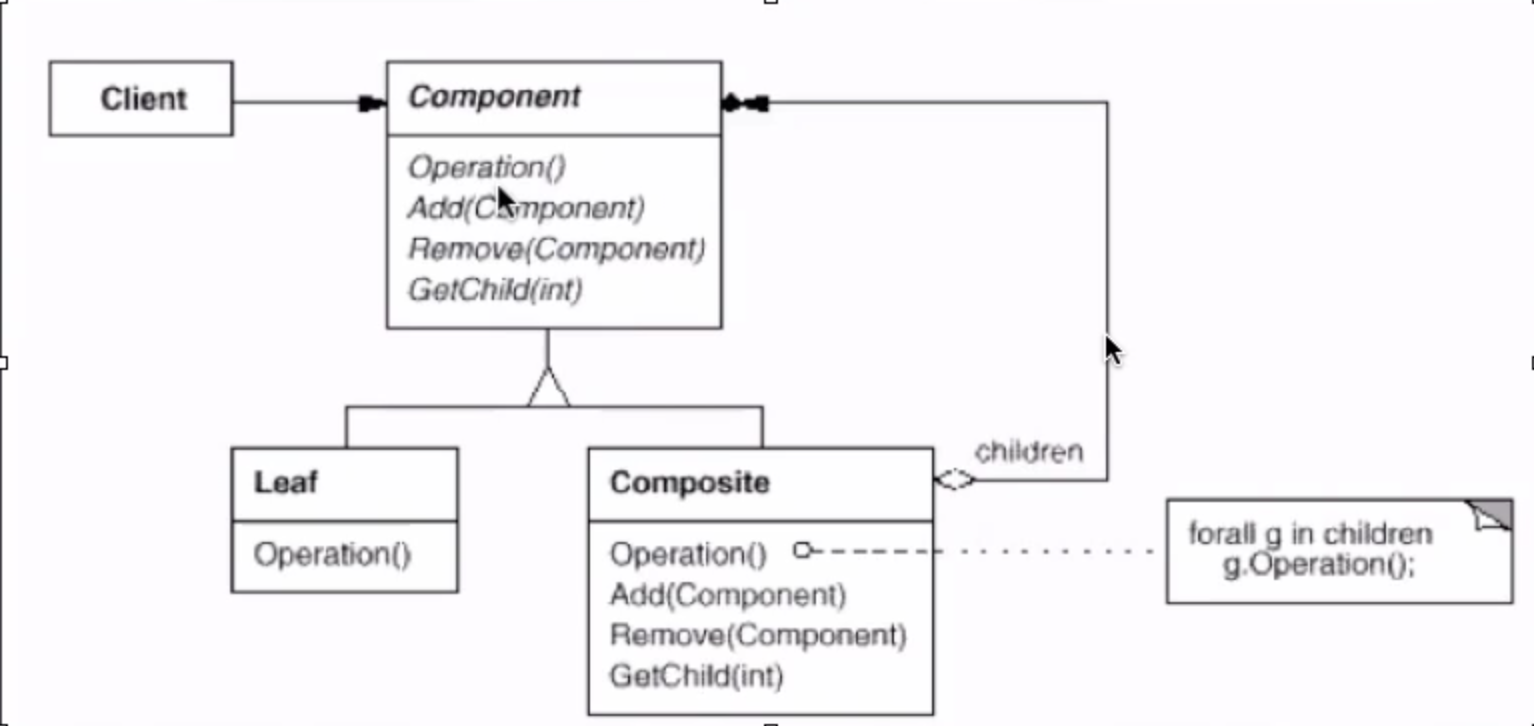 Client
Component
Operation()
Add(Component)
Remove(Component)
GetChild(int)
Leaf
Operation()
Composite
Operation()
Add(Component)
Remove(Component)
GetChild(int)
children
forall g in children
g.Operation();